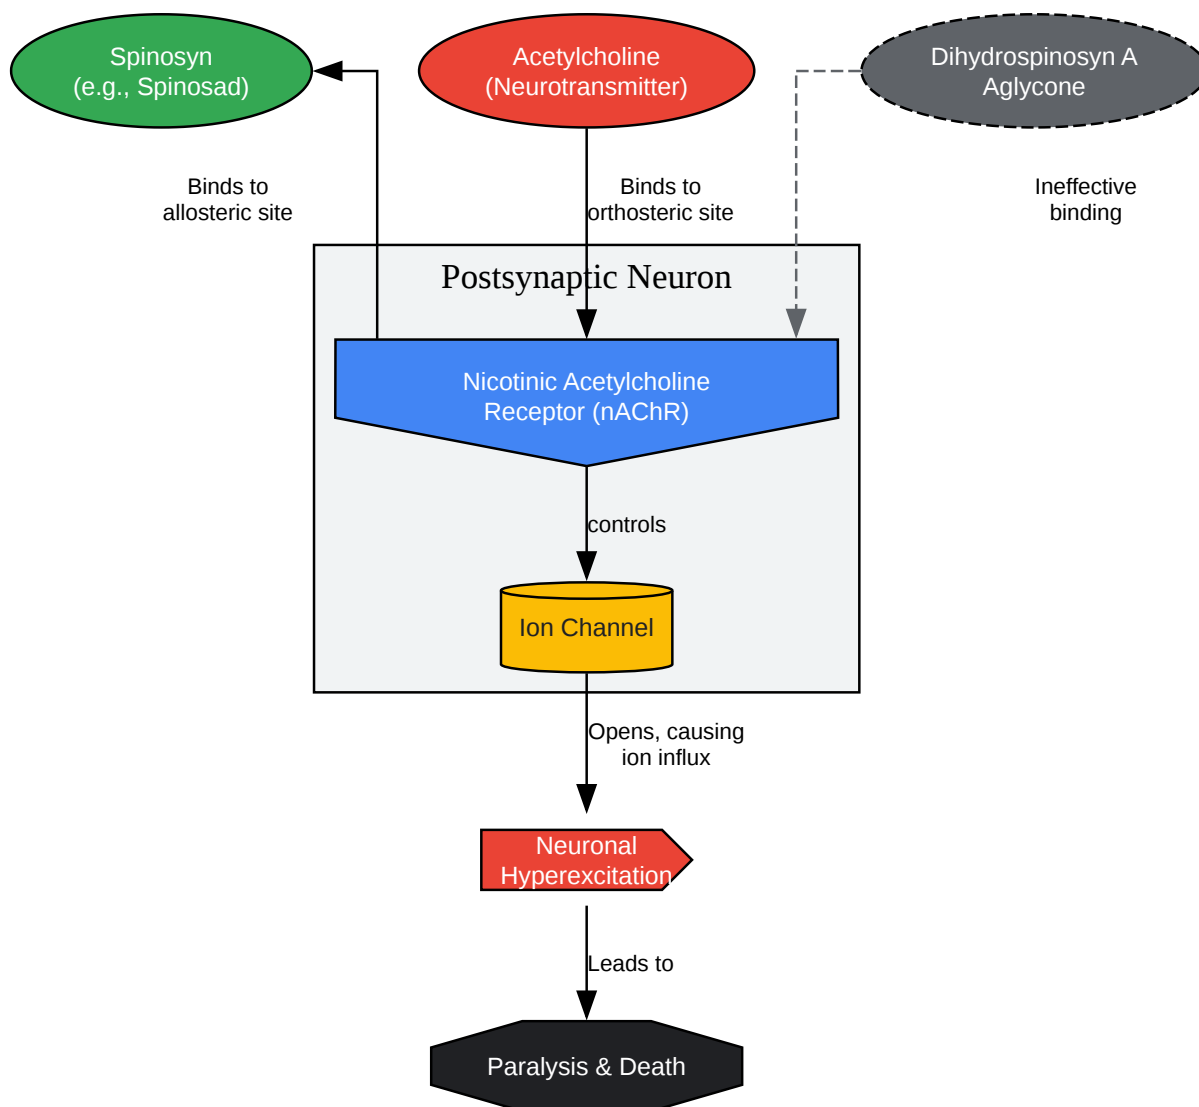 Spinosyn
(e.g., Spinosad)
Acetylcholine
(Neurotransmitter)
Dihydrospinosyn A
Aglycone
Binds to
allosteric site
Binds to
orthosteric site
Ineffective
binding
Postsynaptic Neuron
Nicotinic Acetylcholine
Receptor (nAChR)
controls
Ion Channel
Opens, causing
ion influx
Neuronal
Hyperexcitation
Leads to
Paralysis & Death